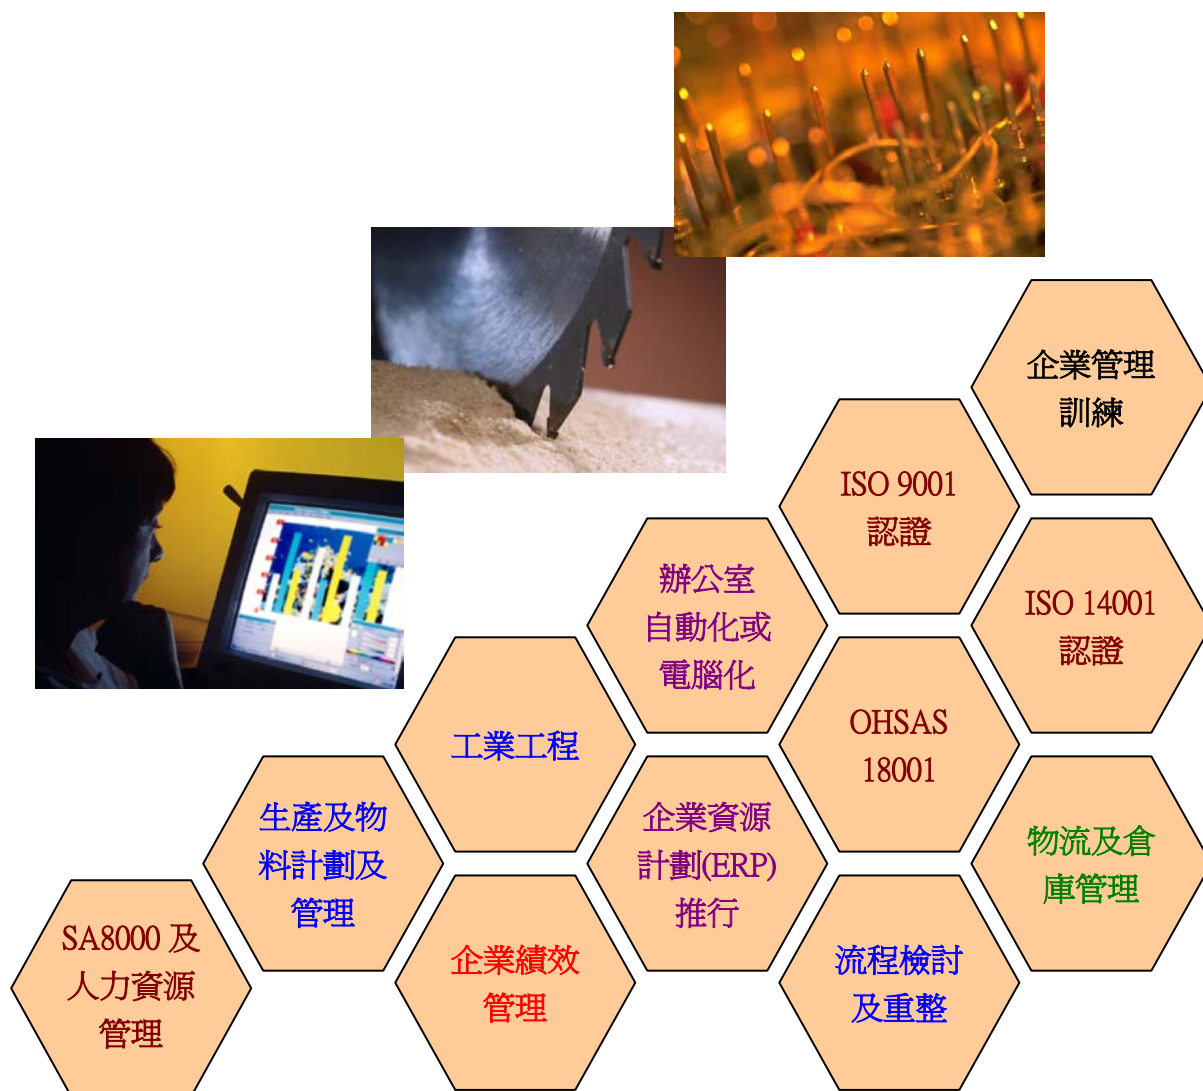 企業管理
訓練
ISO 9001
認證
辦公室
自動化或
電腦化
ISO 14001
認證
工業工程
OHSAS
18001
生產及物
料計劃及
管理
企業資源
計劃(ERP)
推行
物流及倉
庫管理
SA8000 及
人力資源
管理
企業績效
管理
流程檢討
及重整